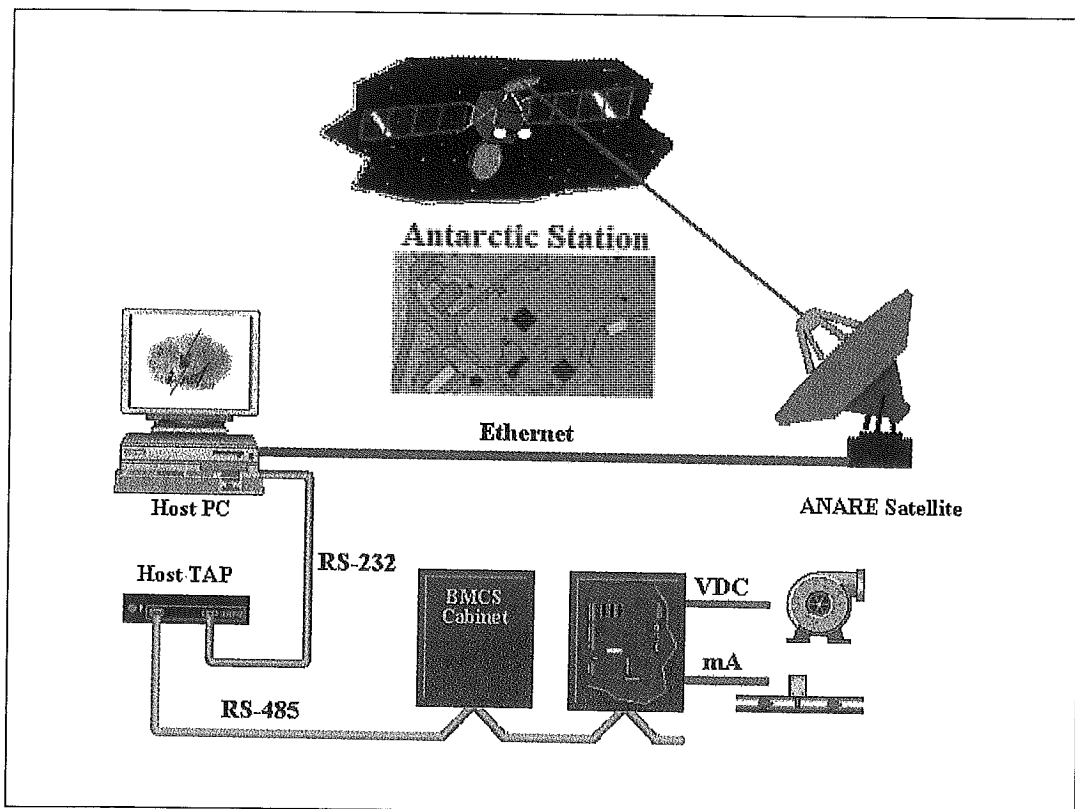 Antarctic Station
Ethernet
Host PC
ANARE Satellite
RS-232
Host TAP
BMCS
Cabinet
VDC
mA
RS-485